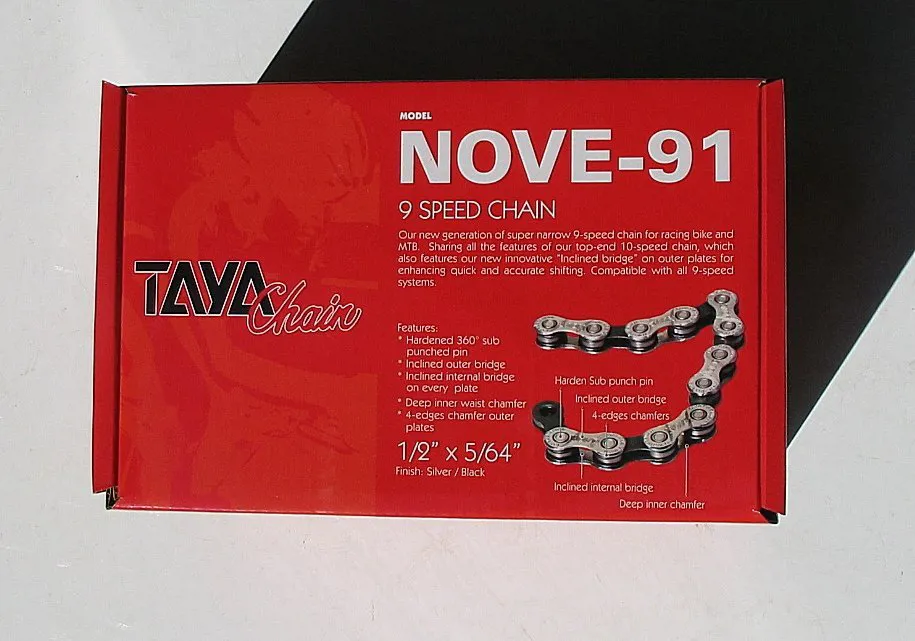 MODEL
NOVE-91
9 SPEED CHAIN
Our new generation of super narrow 9-speed chain for racing bike and
MTB. Sharing all the features of our top-end 10-speed chain, which
also features our new innovative "Inclined bridge" on outer plates for
enhancing quick and accurate shifting. Compatible with all 9-speed
systems.
TAYA Chain
Features:
* Hardened 360° sub
punched pin
* Inclined outer bridge
* Inclined internal bridge
on every plate
* Deep inner waist chamfer
* 4-edges chamfer outer
plates
1/2" x 5/64"
Finish: Silver / Black
Harden Sub punch pin
Inclined outer bridge
4-edges chamfers
Inclined internal bridge
Deep inner chamfer